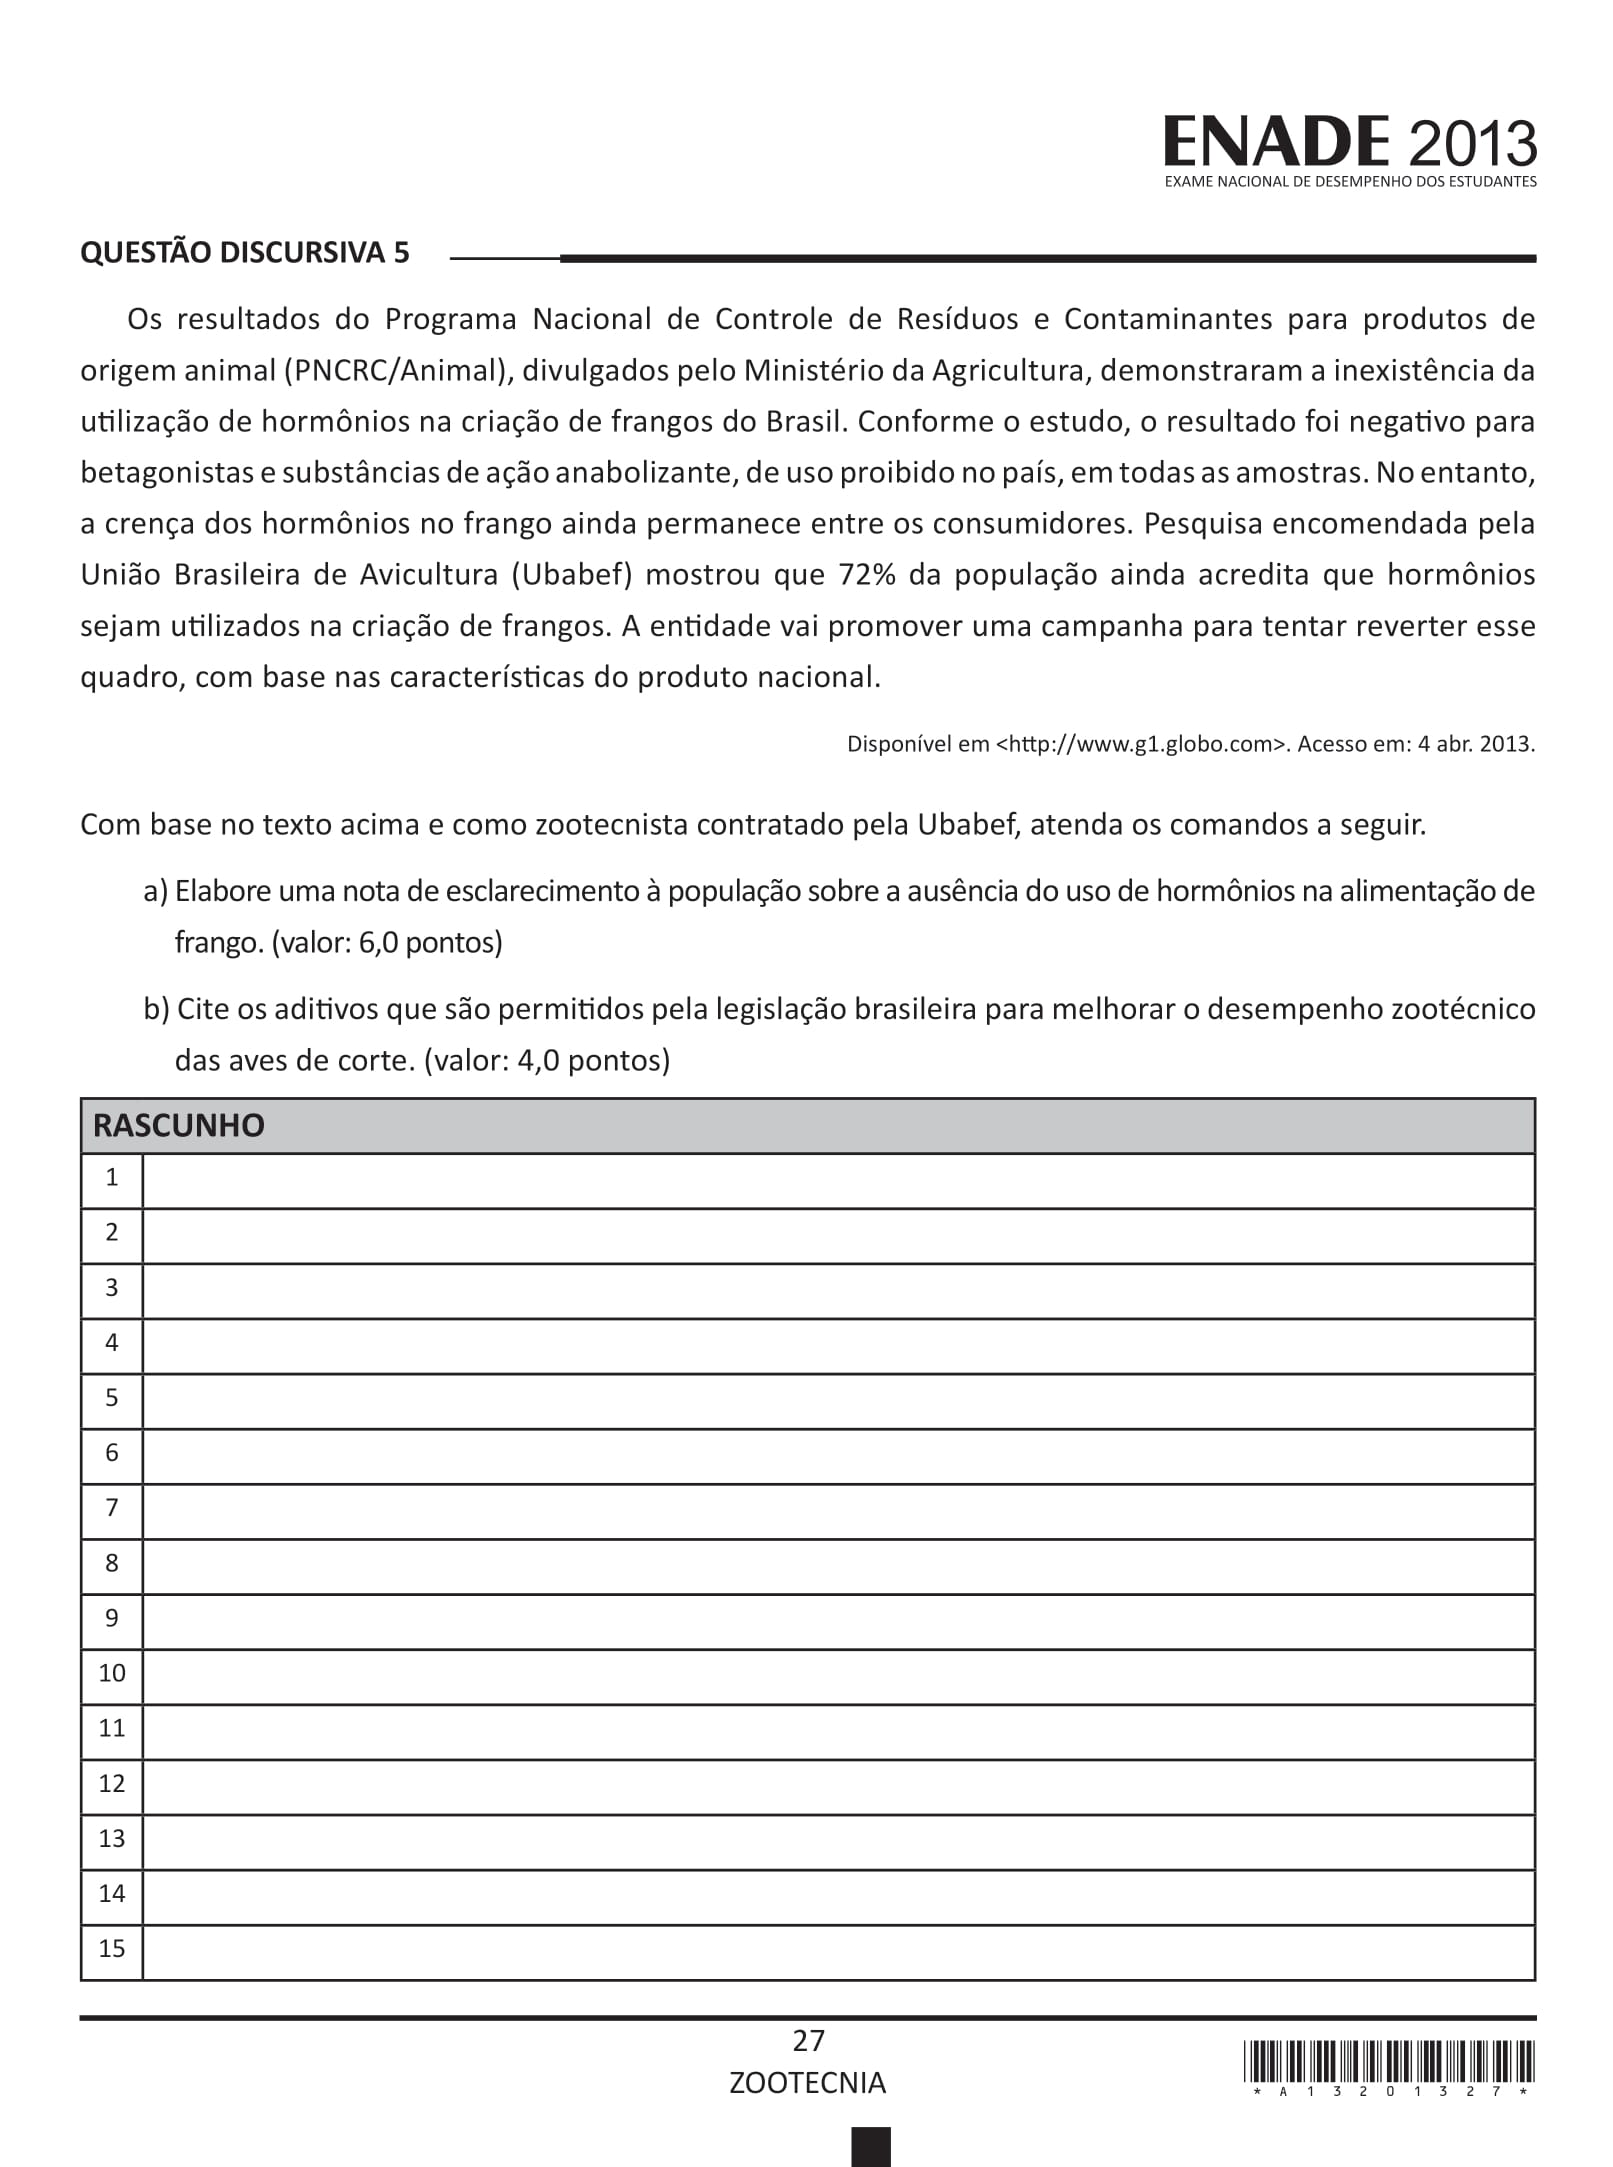 ENADE 2013
EXAME NACIONAL DE DESEMPENHO DOS ESTUDANTES
QUESTÃO DISCURSIVA 5
Os resultados do Programa Nacional de Controle de Resíduos e Contaminantes para produtos de
origem animal (PNCRC/Animal), divulgados pelo Ministério da Agricultura, demonstraram a inexistência da
utilização de hormônios na criação de frangos do Brasil. Conforme o estudo, o resultado foi negativo para
betagonistas e substâncias de ação anabolizante, de uso proibido no país, em todas as amostras. No entanto,
a crença dos hormônios no frango ainda permanece entre os consumidores. Pesquisa encomendada pela
União Brasileira de Avicultura (Ubabef) mostrou que 72% da população ainda acredita que hormônios
sejam utilizados na criação de frangos. A entidade vai promover uma campanha para tentar reverter esse
quadro, com base nas características do produto nacional.
Disponível em <http://www.g1.globo.com>. Acesso em: 4 abr. 2013.
Com base no texto acima e como zootecnista contratado pela Ubabef, atenda os comandos a seguir.
a) Elabore uma nota de esclarecimento à população sobre a ausência do uso de hormônios na alimentação de
frango. (valor: 6,0 pontos)
b) Cite os aditivos que são permitidos pela legislação brasileira para melhorar o desempenho zootécnico
das aves de corte. (valor: 4,0 pontos)
RASCUNHO
1
2
3
4
5
6
7
8
9
10
11
12
13
14
15
27
ZOOTECNIA
* A 1 3 2 0 1 3 2 7 *